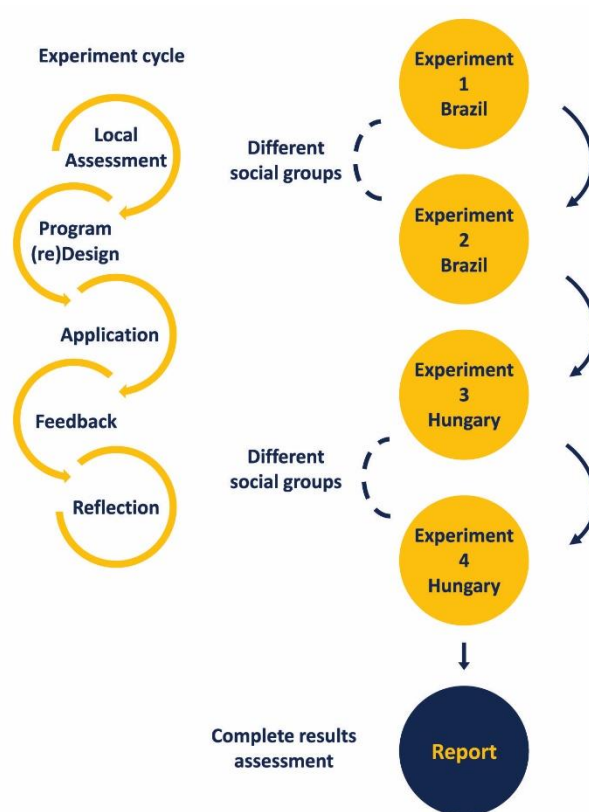 Experiment cycle
Local
Assessment
Program
(re)Design
Application
Feedback
Reflection
Experiment
1
Brazil
Different
social groups
Experiment
2
Brazil
Experiment
3
Hungary
Different
social groups
Experiment
4
Hungary
Complete results
assessment
Report